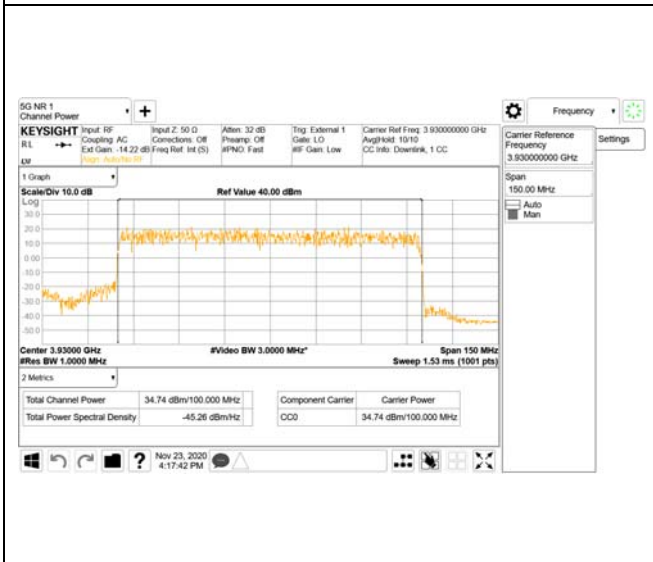 5G NR 1
Channel Power
Frequency
KEYSIGHT
RL
Input: RF
Coupling: AC
Ext Gain: -14.22 dB
Align: Auto/No RF
Input Z: 50 Ω
Corrections: Off
Freq Ref: Int (S)
Atten: 32 dB
Preamp: Off
#PNO: Fast
Trig: External 1
Gate: LO
#IF Gain: Low
Carrier Ref Freq: 3.930000000 GHz
Avg|Hold: 10/10
CC Info: Downlink, 1 CC
Carrier Reference
Frequency
3.930000000 GHz
Settings
Span
150.00 MHz
Auto
Man
1 Graph
Scale/Div 10.0 dB
Ref Value 40.00 dBm
Log
30.0
20.0
10.0
0.00
-10.0
-20.0
-30.0
-40.0
-50.0
Center 3.93000 GHz
#Video BW 3.0000 MHz*
Span 150 MHz
#Res BW 1.0000 MHz
Sweep 1.53 ms (1001 pts)
2 Metrics
Total Channel Power 34.74 dBm/100.000 MHz
Total Power Spectral Density -45.26 dBm/Hz
Component Carrier Carrier Power
CC0 34.74 dBm/100.000 MHz
?
Nov 23, 2020
4:17:42 PM